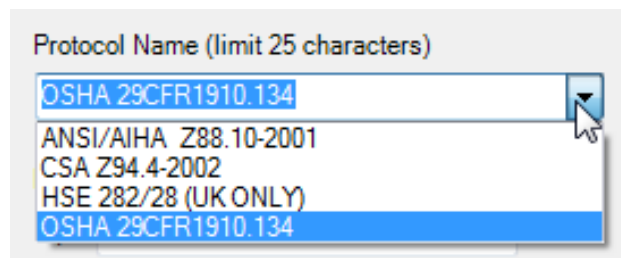 Protocol Name (limit 25 characters)
OSHA 29CFR1910.134
ANSI/AIHA  Z88.10-2001
CSA Z94.4-2002
HSE 282/28 (UK ONLY)
OSHA 29CFR1910.134